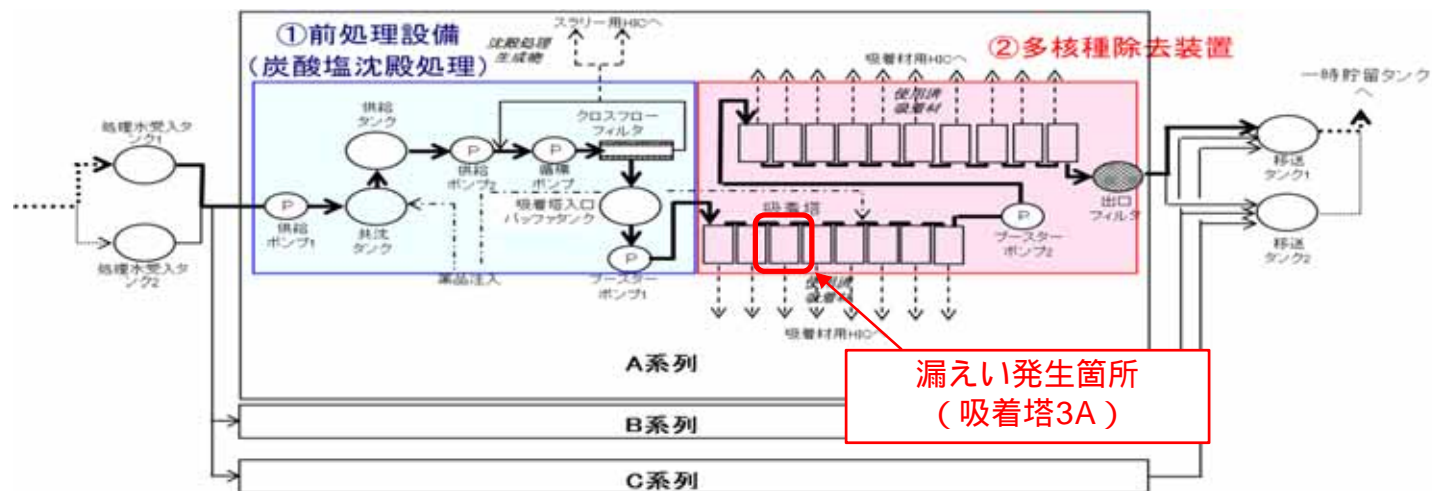 スラリー用HICへ
①前処理設備
(炭酸塩沈殿処理)
沈殿処理
生成物
②多核種除去装置
吸着材用HICへ
使用済
吸着材
一時貯留タンク
へ
処理水受入タ
ンク1
供給
タンク
クロスフロー
フィルタ
P
供給
ポンプ2
P
循環
ポンプ
移送
タンク1
出口
フィルタ
吸着塔入口
バッファタンク
吸着塔
P
供給
ポンプ1
共沈
タンク
P
ブースター
ポンプ2
移送
タンク2
処理水受入タ
ンク2
薬品注入
P
ブースター
ポンプ1
使用済
吸着材
吸着材用HICへ
A系列
漏えい発生箇所
(吸着塔3A)
B系列
C系列